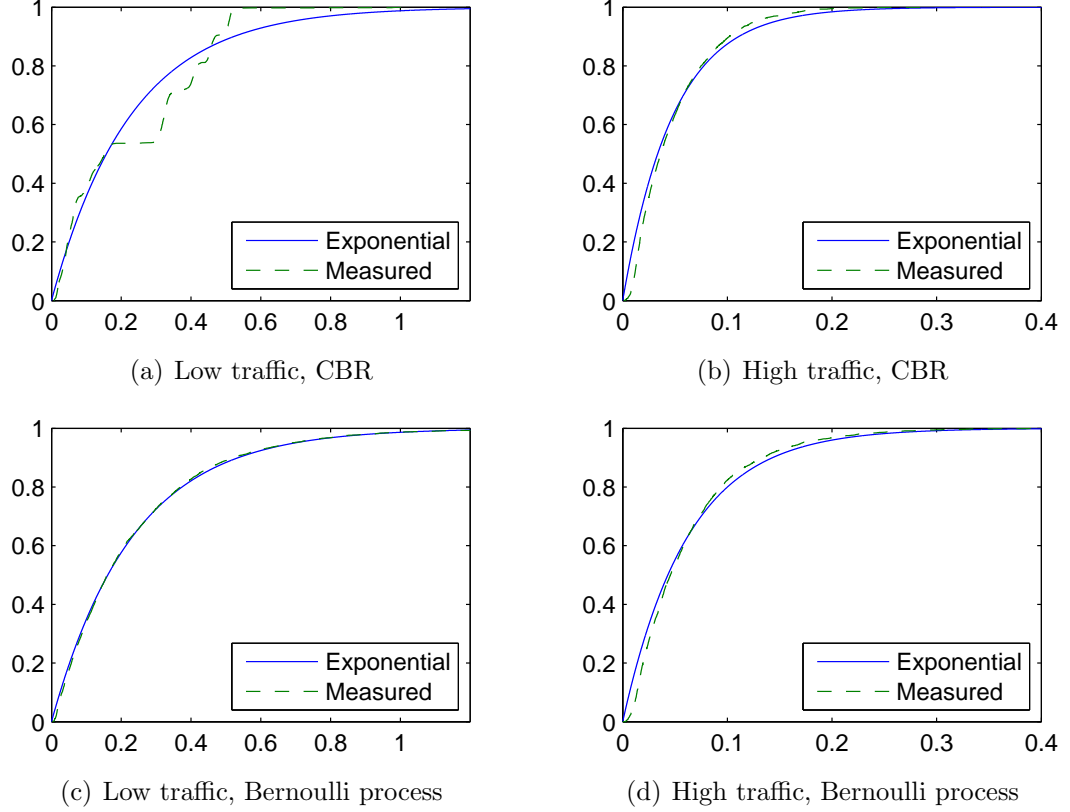 1
0.8
0.6
0.4
0.2
0
0 0.2 0.4 0.6 0.8 1
Exponential
Measured
(a) Low traffic, CBR
1
0.8
0.6
0.4
0.2
0
0 0.1 0.2 0.3 0.4
Exponential
Measured
(b) High traffic, CBR
1
0.8
0.6
0.4
0.2
0
0 0.2 0.4 0.6 0.8 1
Exponential
Measured
(c) Low traffic, Bernoulli process
1
0.8
0.6
0.4
0.2
0
0 0.1 0.2 0.3 0.4
Exponential
Measured
(d) High traffic, Bernoulli process